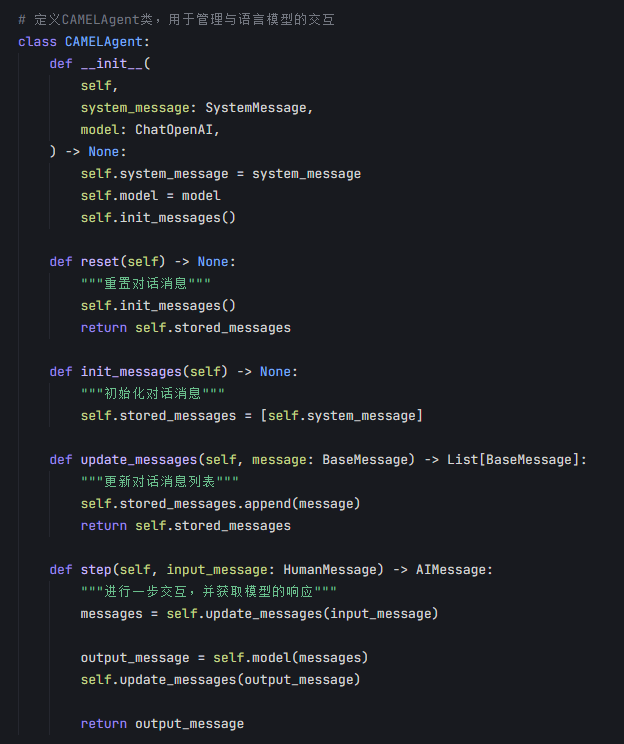 # 定义CAMELAgent类，用于管理与语言模型的交互
class CAMELAgent:
    def __init__(
        self,
        system_message: SystemMessage,
        model: ChatOpenAI,
    ) -> None:
        self.system_message = system_message
        self.model = model
        self.init_messages()

    def reset(self) -> None:
        """重置对话消息"""
        self.init_messages()
        return self.stored_messages

    def init_messages(self) -> None:
        """初始化对话消息"""
        self.stored_messages = [self.system_message]

    def update_messages(self, message: BaseMessage) -> List[BaseMessage]:
        """更新对话消息列表"""
        self.stored_messages.append(message)
        return self.stored_messages

    def step(self, input_message: HumanMessage) -> AIMessage:
        """进行一步交互，并获取模型的响应"""
        messages = self.update_messages(input_message)

        output_message = self.model(messages)
        self.update_messages(output_message)

        return output_message